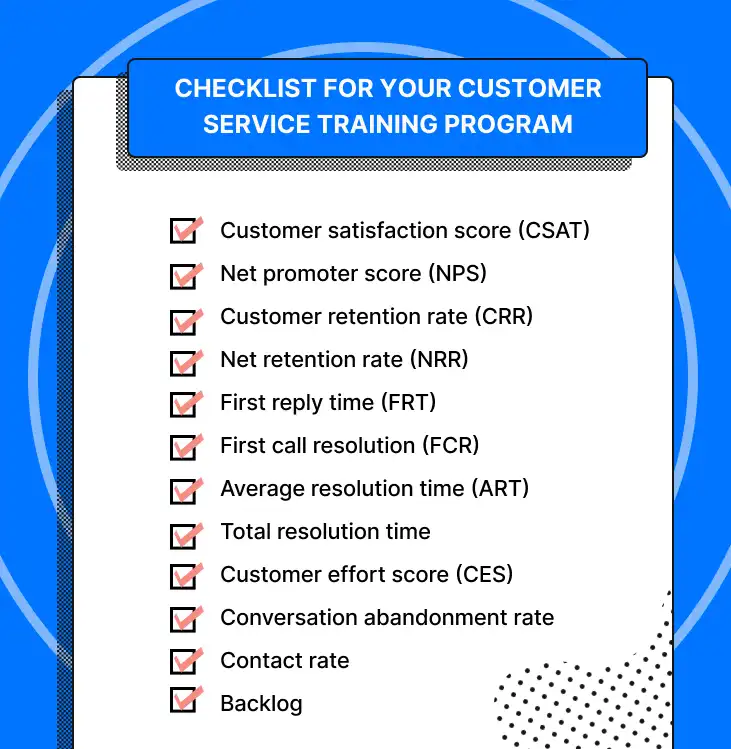 CHECKLIST FOR YOUR CUSTOMER
SERVICE TRAINING PROGRAM
Customer satisfaction score (CSAT)
Net promoter score (NPS)
Customer retention rate (CRR)
Net retention rate (NRR)
First reply time (FRT)
First call resolution (FCR)
Average resolution time (ART)
Total resolution time
Customer effort score (CES)
Conversation abandonment rate
Contact rate
Backlog